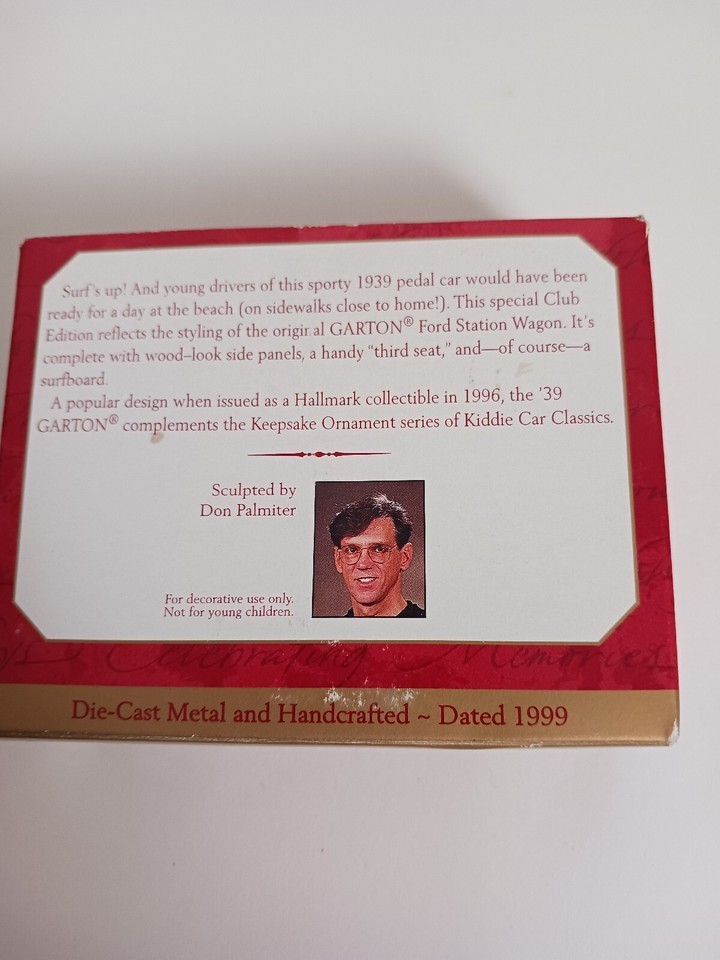 Surf's up! And young drivers of this sporty 1939 pedal car would have been
ready for a day at the beach (on sidewalks close to home!). This special Club
Edition reflects the styling of the origir al GARTON® Ford Station Wagon. It's
complete with wood–look side panels, a handy "third seat," and—of course—a
surfboard.
A popular design when issued as a Hallmark collectible in 1996, the '39
GARTON® complements the Keepsake Ornament series of Kiddie Car Classics.
Sculpted by
Don Palmiter
For decorative use only.
Not for young children.
Celebrating Memories
Die-Cast Metal and Handcrafted ~ Dated 1999